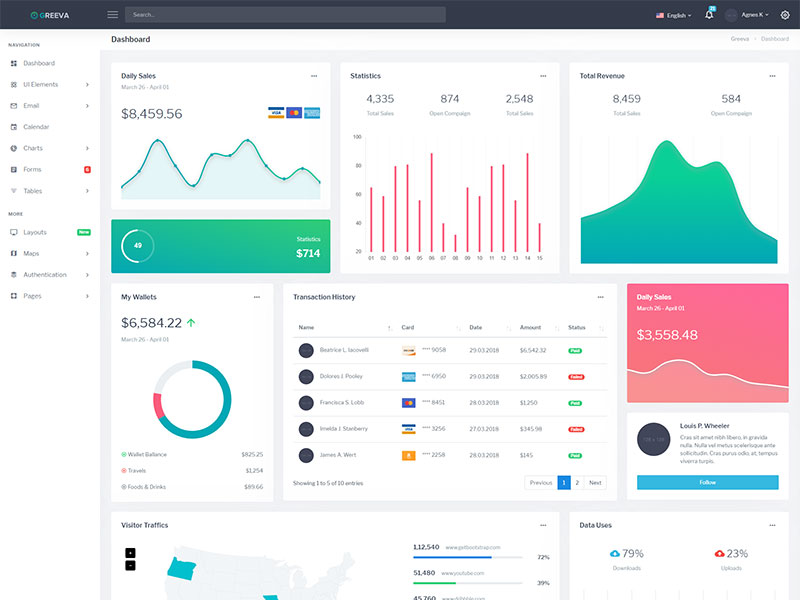 GREEVA
Search...
English
Agnes K
NAVIGATION
Dashboard
UI Elements
Email
Calendar
Charts
Forms
6
Tables
MORE
Layouts
New
Maps
Authentication
Pages
Dashboard
Greeva
Dashboard
Daily Sales
March 26 - April 01
$8,459.56
VISA
Statistics
4,335
874
2,548
Total Sales
Open Compaign
Total Sales
100
80
60
40
20
01 02 03 04 05 06 07 08 09 10 11 12 13 14 15
Total Revenue
8,459
584
Total Sales
Open Compaign
49
Statistics
$714
My Wallets
$6,584.22
March 26 - April 01
Wallet Ballance $825.25
Travels $1,254
Foods & Drinks $89.66
Transaction History
Name Card Date Amount Status
Beatrice L. Iacovelli **** 9058 29.03.2018 $6,542.32 Paid
Dolores J. Pooley **** 6950 29.03.2018 $2,005.89 Failed
Francisca S. Lobb **** 8451 28.03.2018 $1,250 Paid
Imelda J. Stanberry VISA **** 3256 27.03.2018 $345.98 Failed
James A. Wert **** 2258 28.03.2018 $145 Paid
Showing 1 to 5 of 10 entries
Previous 1 2 Next
Daily Sales
March 26 - April 01
$3,558.48
128 × 128
Louis P. Wheeler
Cras sit amet nibh libero, in gravida
nulla. Nulla vel metus scelerisque ante
sollicitudin. Cras purus odio, at, tempus
viverra turpis.
Follow
Visitor Traffics
+
-
1,12,540 www.getbootstrap.com
72%
51,480 www.youtube.com
39%
45,760 www.dribbble.com
Data Uses
79%
23%
Downloads
Uploads